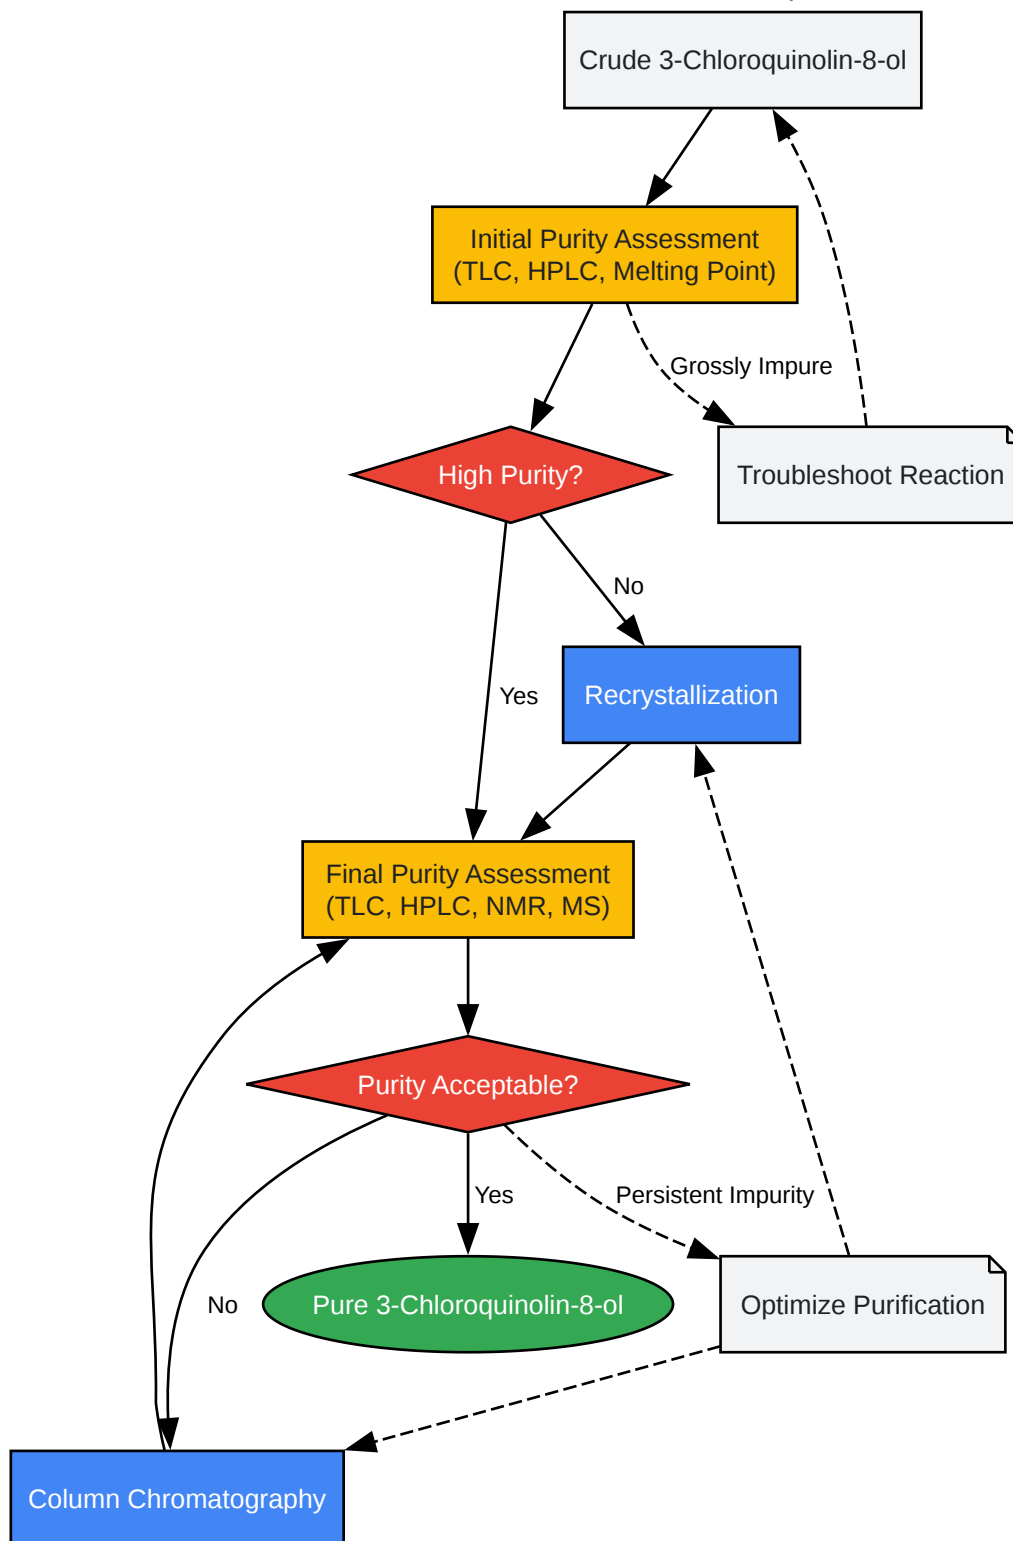 Crude 3-Chloroquinolin-8-ol
Initial Purity Assessment
(TLC, HPLC, Melting Point)
Grossly Impure
High Purity?
Troubleshoot Reaction
No
Recrystallization
Yes
Final Purity Assessment
(TLC, HPLC, NMR, MS)
Purity Acceptable?
Yes
Persistent Impurity
No
Pure 3-Chloroquinolin-8-ol
Optimize Purification
Column Chromatography